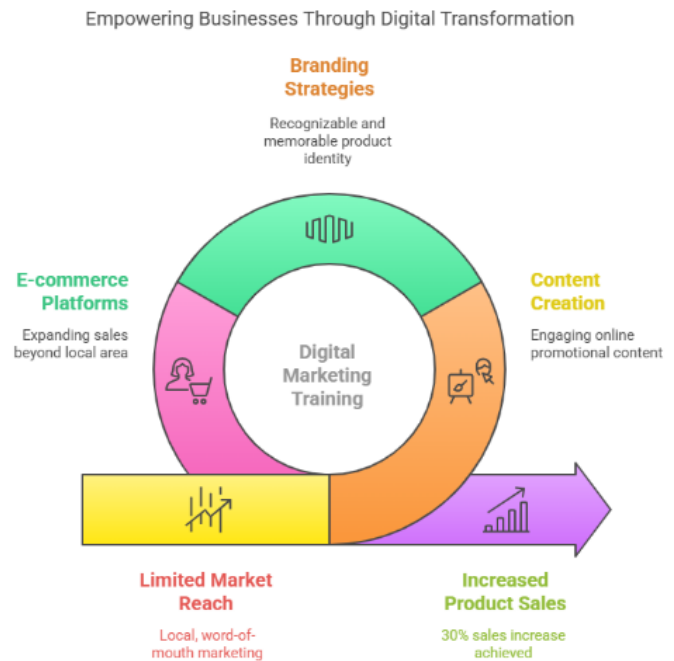 Empowering Businesses Through Digital Transformation
Branding
Strategies
Recognizable and
memorable product
identity
E-commerce
Platforms
Expanding sales
beyond local area
Content
Creation
Engaging online
promotional content
Digital
Marketing
Training
Limited Market
Reach
Local, word-of-
mouth marketing
Increased
Product Sales
30% sales increase
achieved